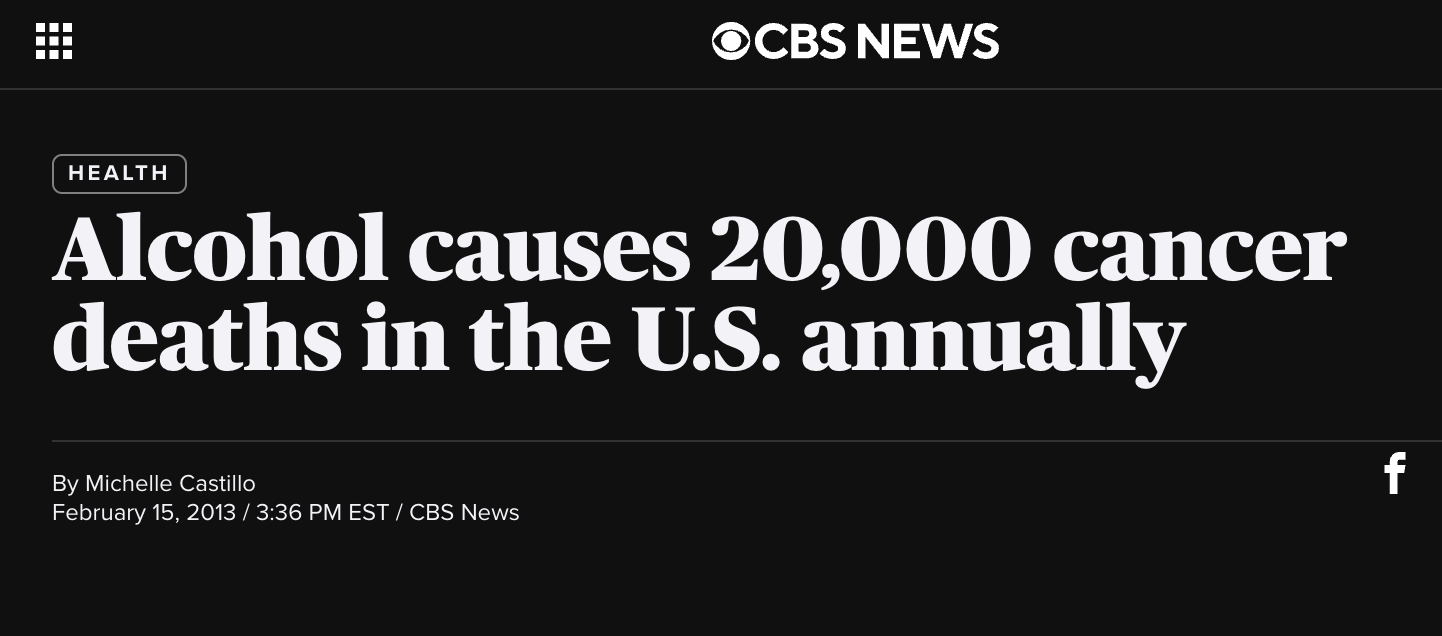 CBS NEWS
HEALTH
Alcohol causes 20,000 cancer
deaths in the U.S. annually
By Michelle Castillo
February 15, 2013 / 3:36 PM EST / CBS News